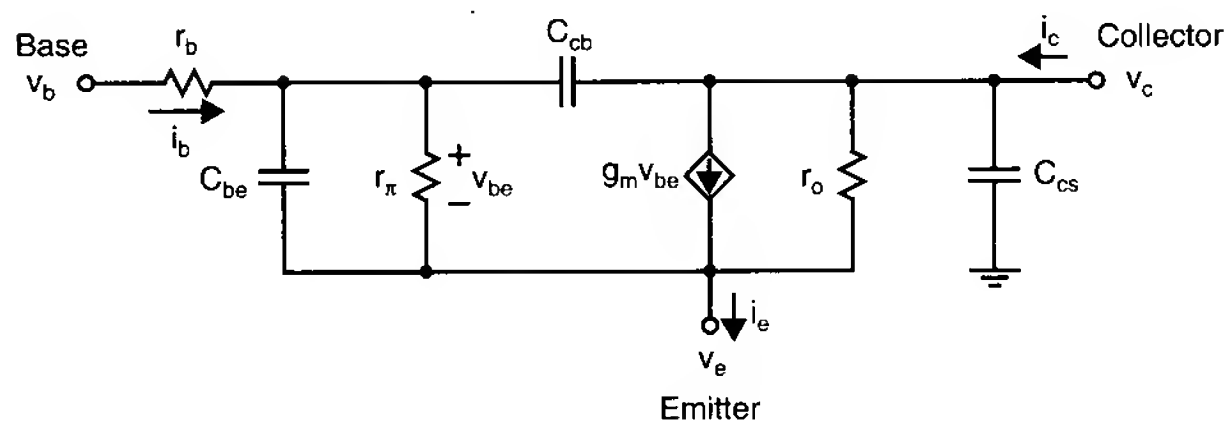 Base
v_b
r_b
i_b
C_be
r_π
+
−
v_be
C_cb
g_m v_be
r_o
C_cs
i_c
Collector
v_c
i_e
v_e
Emitter